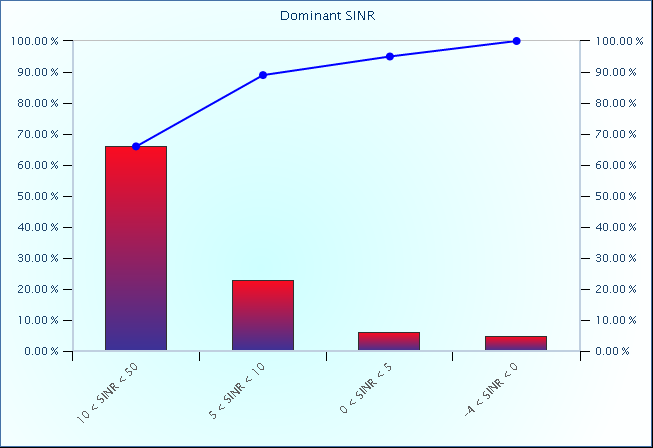 Dominant SINR
100.00 % 100.00 %
90.00 % 90.00 %
80.00 % 80.00 %
70.00 % 70.00 %
60.00 % 60.00 %
50.00 % 50.00 %
40.00 % 40.00 %
30.00 % 30.00 %
20.00 % 20.00 %
10.00 % 10.00 %
0.00 % 0.00 %
10 < SINR < 50
5 < SINR < 10
0 < SINR < 5
-4 < SINR < 0